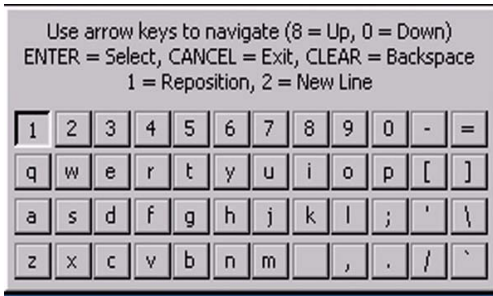 Use arrow keys to navigate (8 = Up, 0 = Down)
ENTER = Select, CANCEL = Exit, CLEAR = Backspace
1 = Reposition, 2 = New Line
1 2 3 4 5 6 7 8 9 0 - =
q w e r t y u i o p [ ]
a s d f g h j k l ; ' \
z x c v b n m , . / `